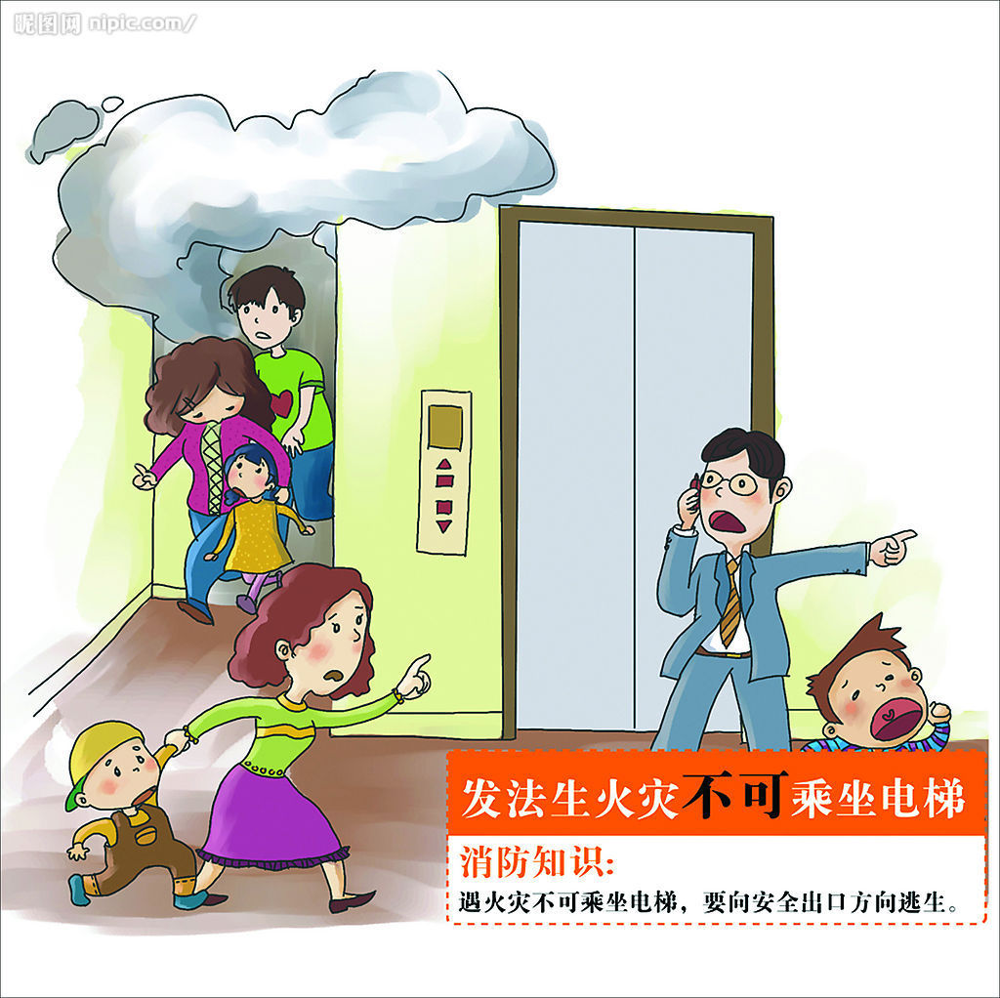 昵图网 nipic.com/
发法生火灾不可乘坐电梯
消防知识:
遇火灾不可乘坐电梯，要向安全出口方向逃生。